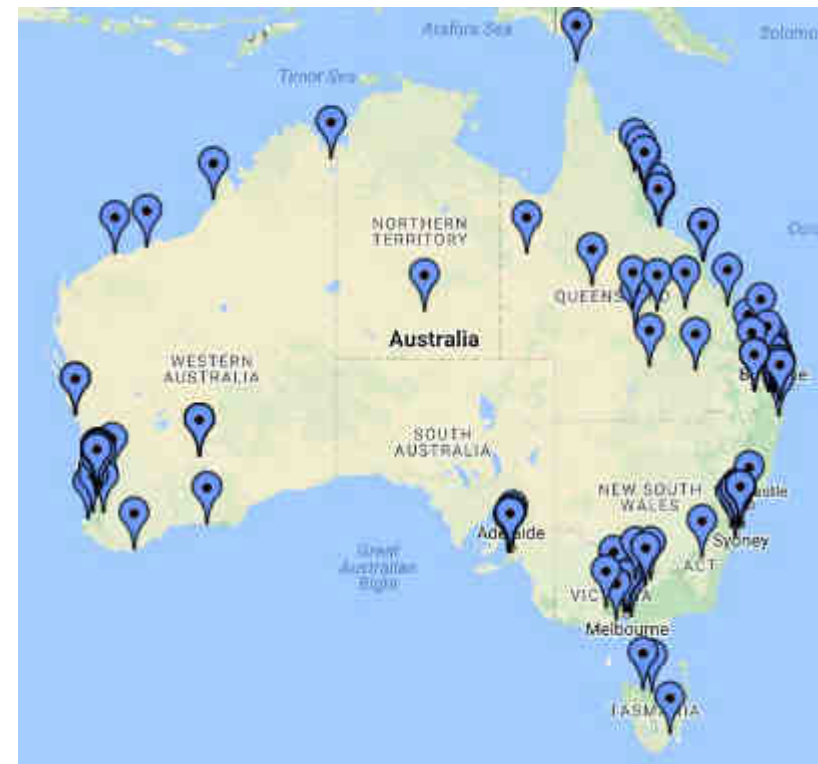 Arafura Sea
Timor Sea
NORTHERN
TERRITORY
Australia
WESTERN
AUSTRALIA
SOUTH
AUSTRALIA
NEW SOUTH
WALES
Adelaide
Sydney
ACT
Great
Australian
Bight
Melbourne